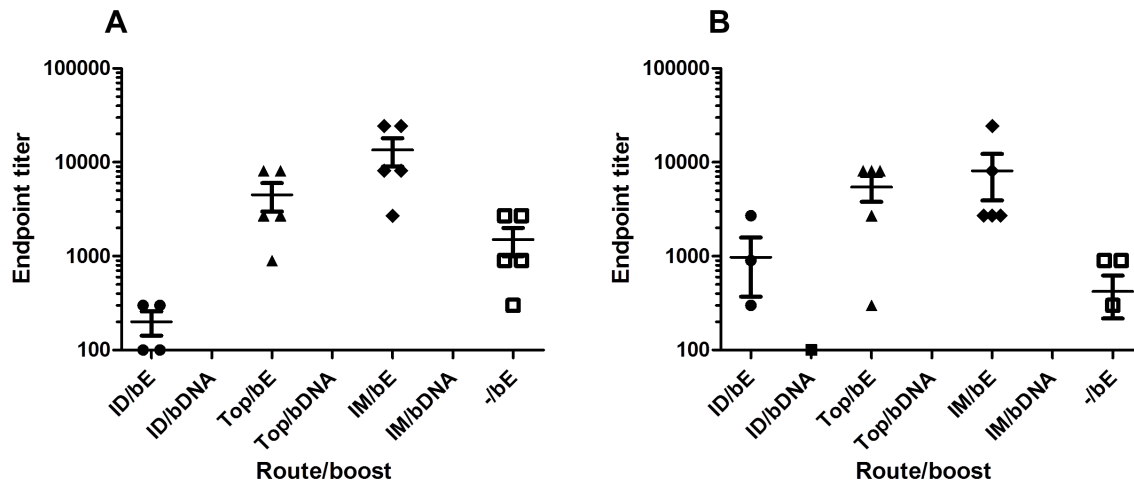 A
Endpoint titer
100000
10000
1000
100
ID/bE
ID/bDNA
Top/bE
Top/bDNA
IM/bE
IM/bDNA
-/bE
Route/boost
B
Endpoint titer
100000
10000
1000
100
ID/bE
ID/bDNA
Top/bE
Top/bDNA
IM/bE
IM/bDNA
-/bE
Route/boost